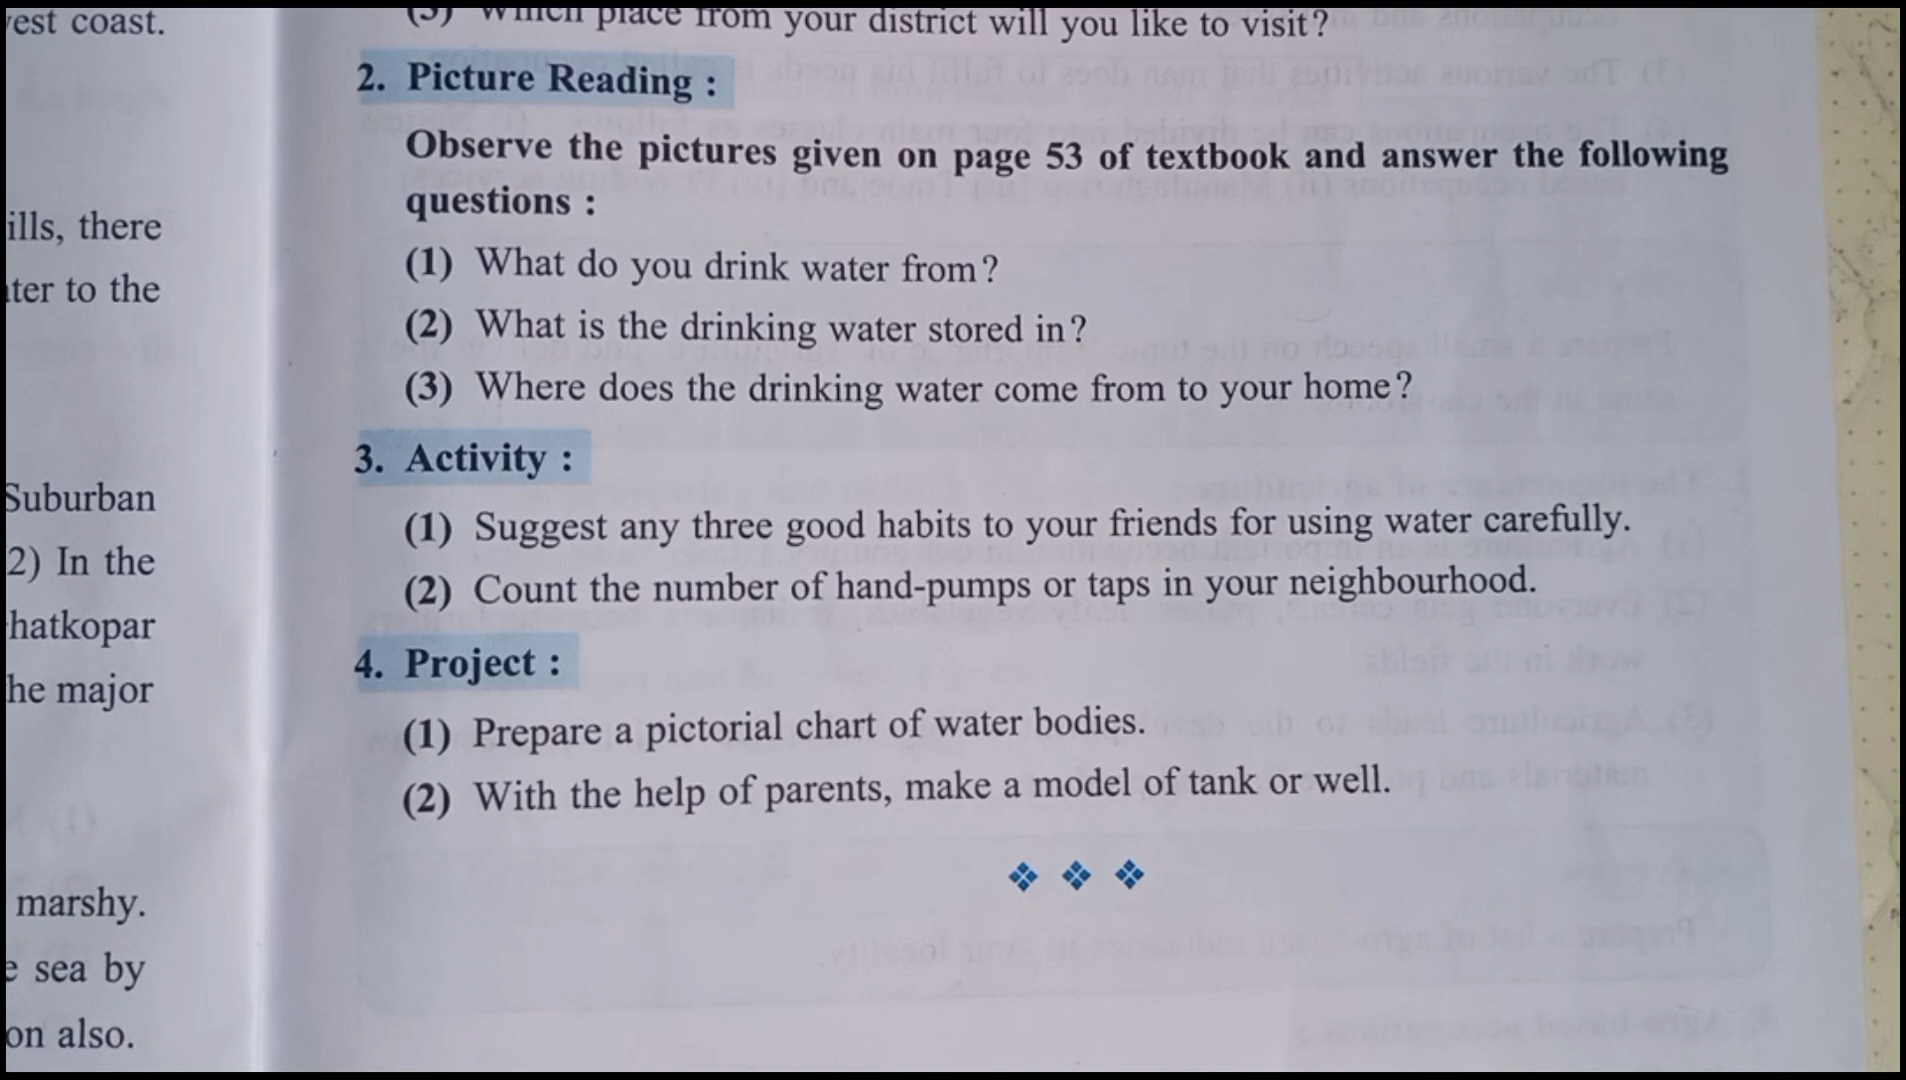 est coast.
ills, there
ter to the
Suburban
2) In the
hatkopar
he major
marshy.
sea by
on also.
(3) Which place from your district will you like to visit?
2. Picture Reading :
Observe the pictures given on page 53 of textbook and answer the following
questions :
(1) What do you drink water from?
(2) What is the drinking water stored in?
(3) Where does the drinking water come from to your home?
3. Activity :
(1) Suggest any three good habits to your friends for using water carefully.
(2) Count the number of hand-pumps or taps in your neighbourhood.
4. Project :
(1) Prepare a pictorial chart of water bodies.
(2) With the help of parents, make a model of tank or well.